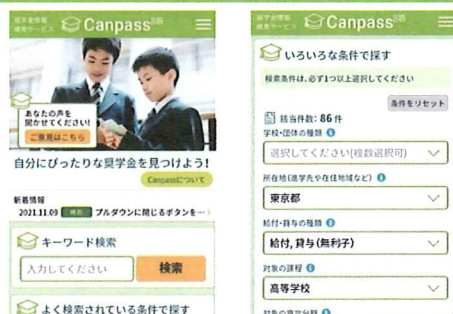 奨学金情報
検索サービス
Canpass β版
あなたの声を
聞かせてください!
ご意見はこちら
自分にぴったりな奨学金を見つけよう!
Canpassについて
新着情報
2021.11.09
プルダウンに閉じるボタンを…
キーワード検索
入力してください
検索
よく検索されている条件で探す
奨学金情報
検索サービス
Canpass β版
いろいろな条件で探す
検索条件は、必ず1つ以上選択してください
条件をリセット
該当件数: 86 件
学校・団体の種類
選択してください(複数選択可)
所在地(進学先や在住地域など)
東京都
給付・貸与の種類
給付, 貸与(無利子)
対象の課程
高等学校